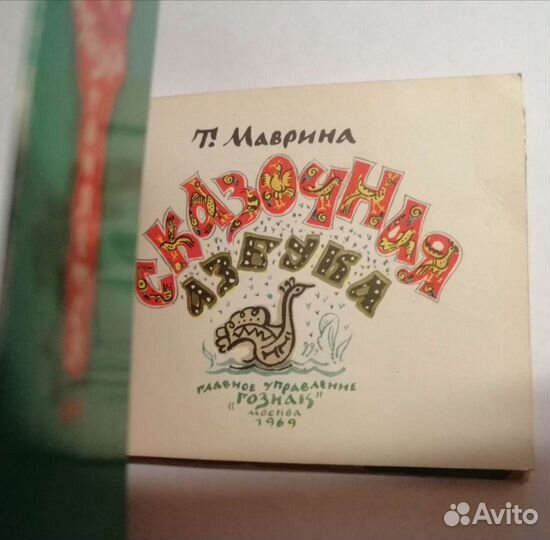 Т. Маврина
СКАЗОЧНАЯ
АЗБУКА
ГЛАВНОЕ УПРАВЛЕНИЕ
„ГОЗНАК"
МОСКВА
1969
Avito